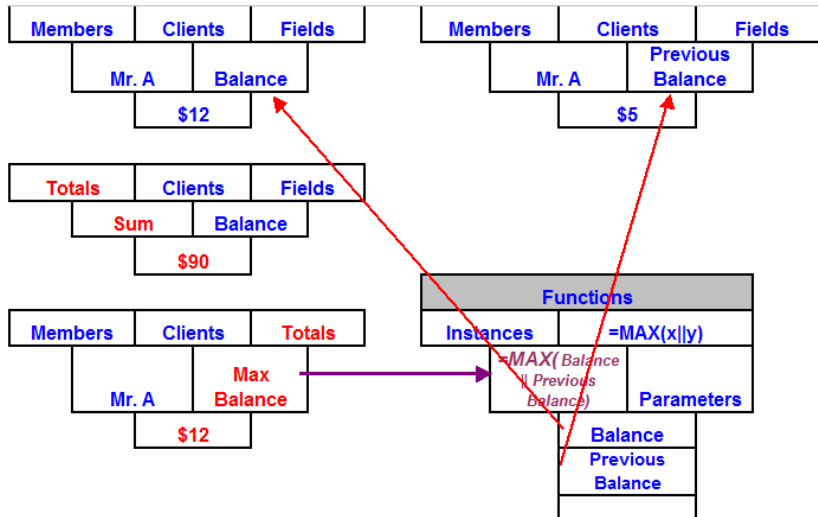 Members Clients Fields
Mr. A Balance
$12
Members Clients Fields
Mr. A Previous
Balance
$5
Totals Clients Fields
Sum Balance
$90
Members Clients Totals
Mr. A Max
Balance
$12
Functions
Instances =MAX(x||y)
=MAX( Balance
|| Previous
Balance)
Parameters
Balance
Previous
Balance